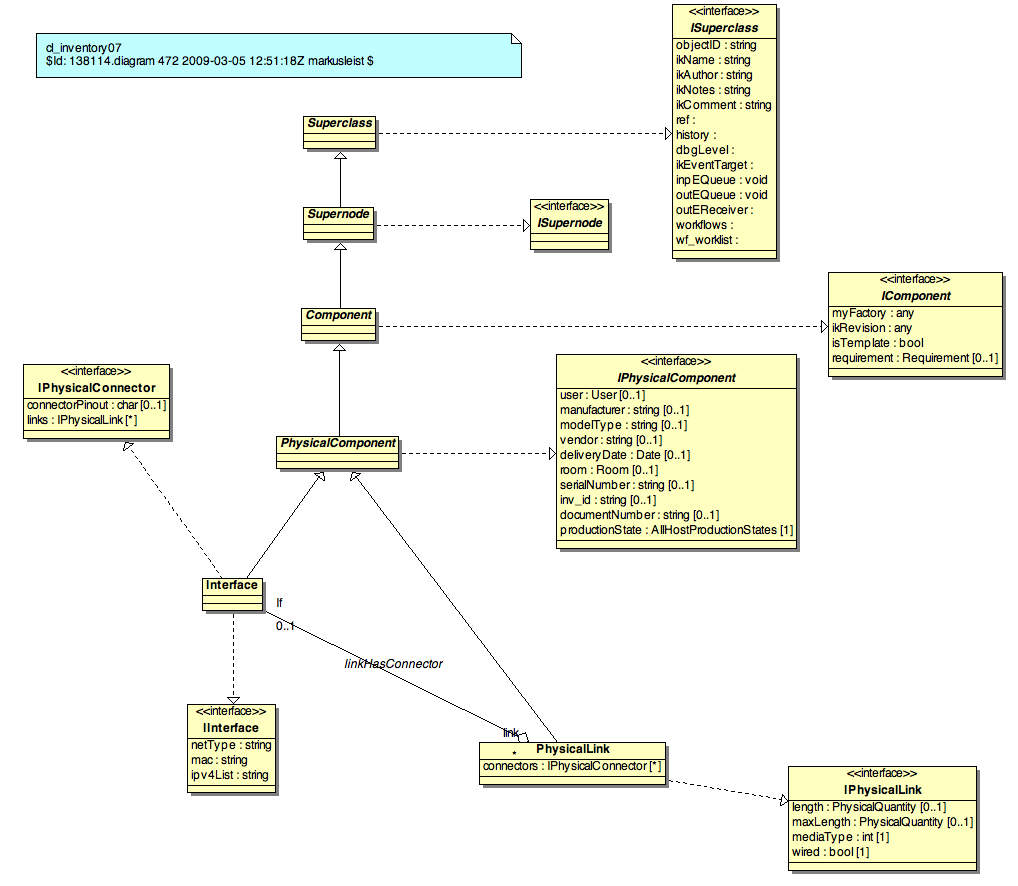 <<interface>>
ISuperclass
objectID : string
ikName : string
ikAuthor : string
ikNotes : string
ikComment : string
ref :
history :
dbgLevel :
ikEventTarget :
inpEQueue : void
outEQueue : void
outEReceiver :
workflows :
wf_worklist :
cl_inventory07
$Id: 138114.diagram 472 2009-03-05 12:51:18Z markusleist $
Superclass
Supernode
<<interface>>
ISupernode
<<interface>>
IComponent
myFactory : any
ikRevision : any
isTemplate : bool
requirement : Requirement [0..1]
Component
<<interface>>
IPhysicalConnector
connectorPinout : char [0..1]
links : IPhysicalLink [*]
<<interface>>
IPhysicalComponent
user : User [0..1]
manufacturer : string [0..1]
modelType : string [0..1]
vendor : string [0..1]
deliveryDate : Date [0..1]
room : Room [0..1]
serialNumber : string [0..1]
inv_id : string [0..1]
documentNumber : string [0..1]
productionState : AllHostProductionStates [1]
PhysicalComponent
Interface
If
0..1
linkHasConnector
<<interface>>
IInterface
netType : string
mac : string
ipv4List : string
link
*
PhysicalLink
connectors : IPhysicalConnector [*]
<<interface>>
IPhysicalLink
length : PhysicalQuantity [0..1]
maxLength : PhysicalQuantity [0..1]
mediaType : int [1]
wired : bool [1]